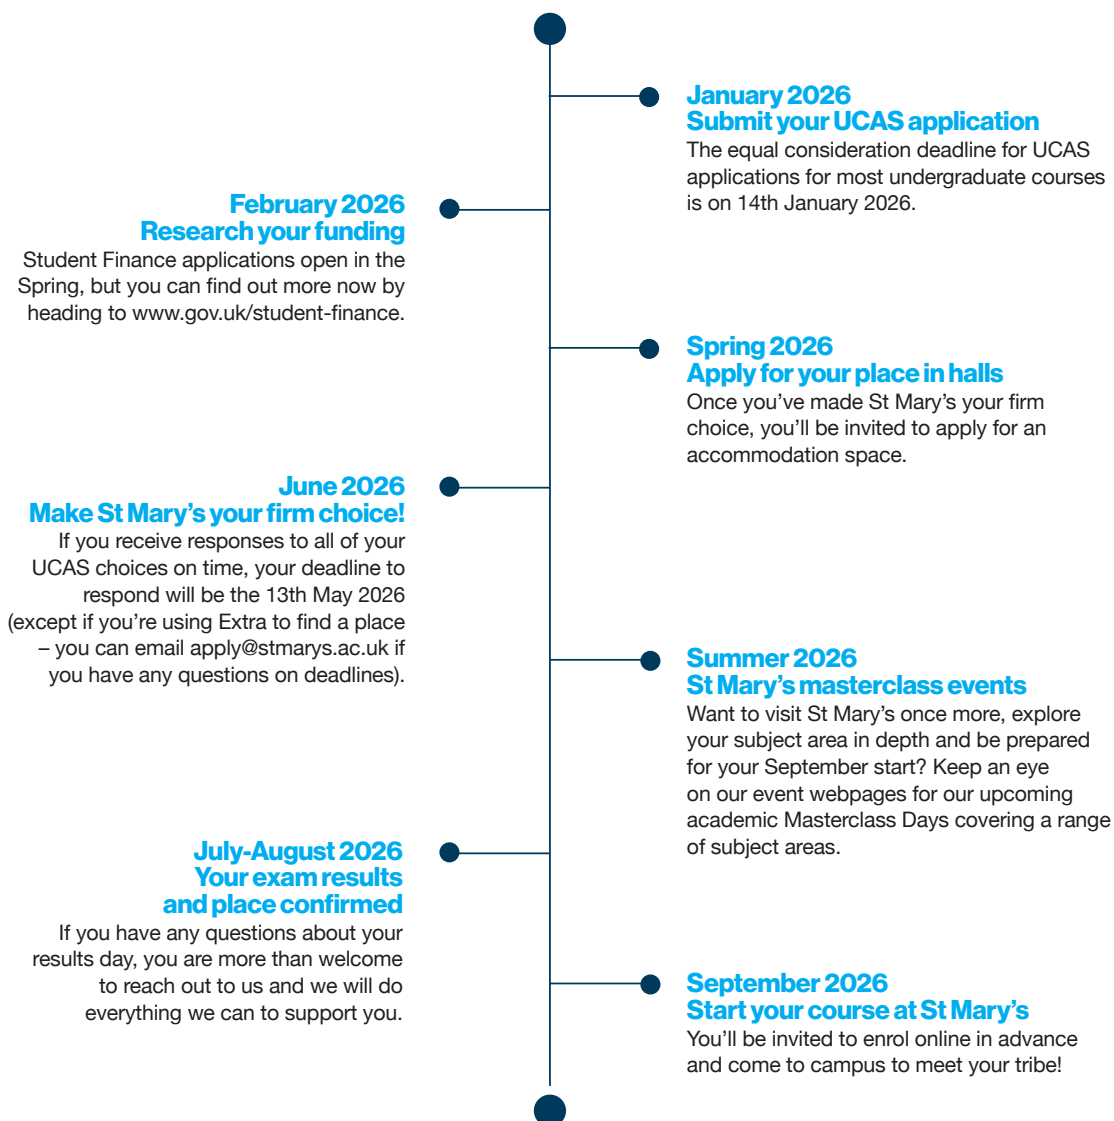 January 2026
Submit your UCAS application
The equal consideration deadline for UCAS
applications for most undergraduate courses
is on 14th January 2026.
February 2026
Research your funding
Student Finance applications open in the
Spring, but you can find out more now by
heading to www.gov.uk/student-finance.
Spring 2026
Apply for your place in halls
Once you’ve made St Mary’s your firm
choice, you’ll be invited to apply for an
accommodation space.
June 2026
Make St Mary’s your firm choice!
If you receive responses to all of your
UCAS choices on time, your deadline to
respond will be the 13th May 2026
(except if you’re using Extra to find a place
– you can email apply@stmarys.ac.uk if
you have any questions on deadlines).
Summer 2026
St Mary’s masterclass events
Want to visit St Mary’s once more, explore
your subject area in depth and be prepared
for your September start? Keep an eye
on our event webpages for our upcoming
academic Masterclass Days covering a range
of subject areas.
July-August 2026
Your exam results
and place confirmed
If you have any questions about your
results day, you are more than welcome
to reach out to us and we will do
everything we can to support you.
September 2026
Start your course at St Mary’s
You’ll be invited to enrol online in advance
and come to campus to meet your tribe!